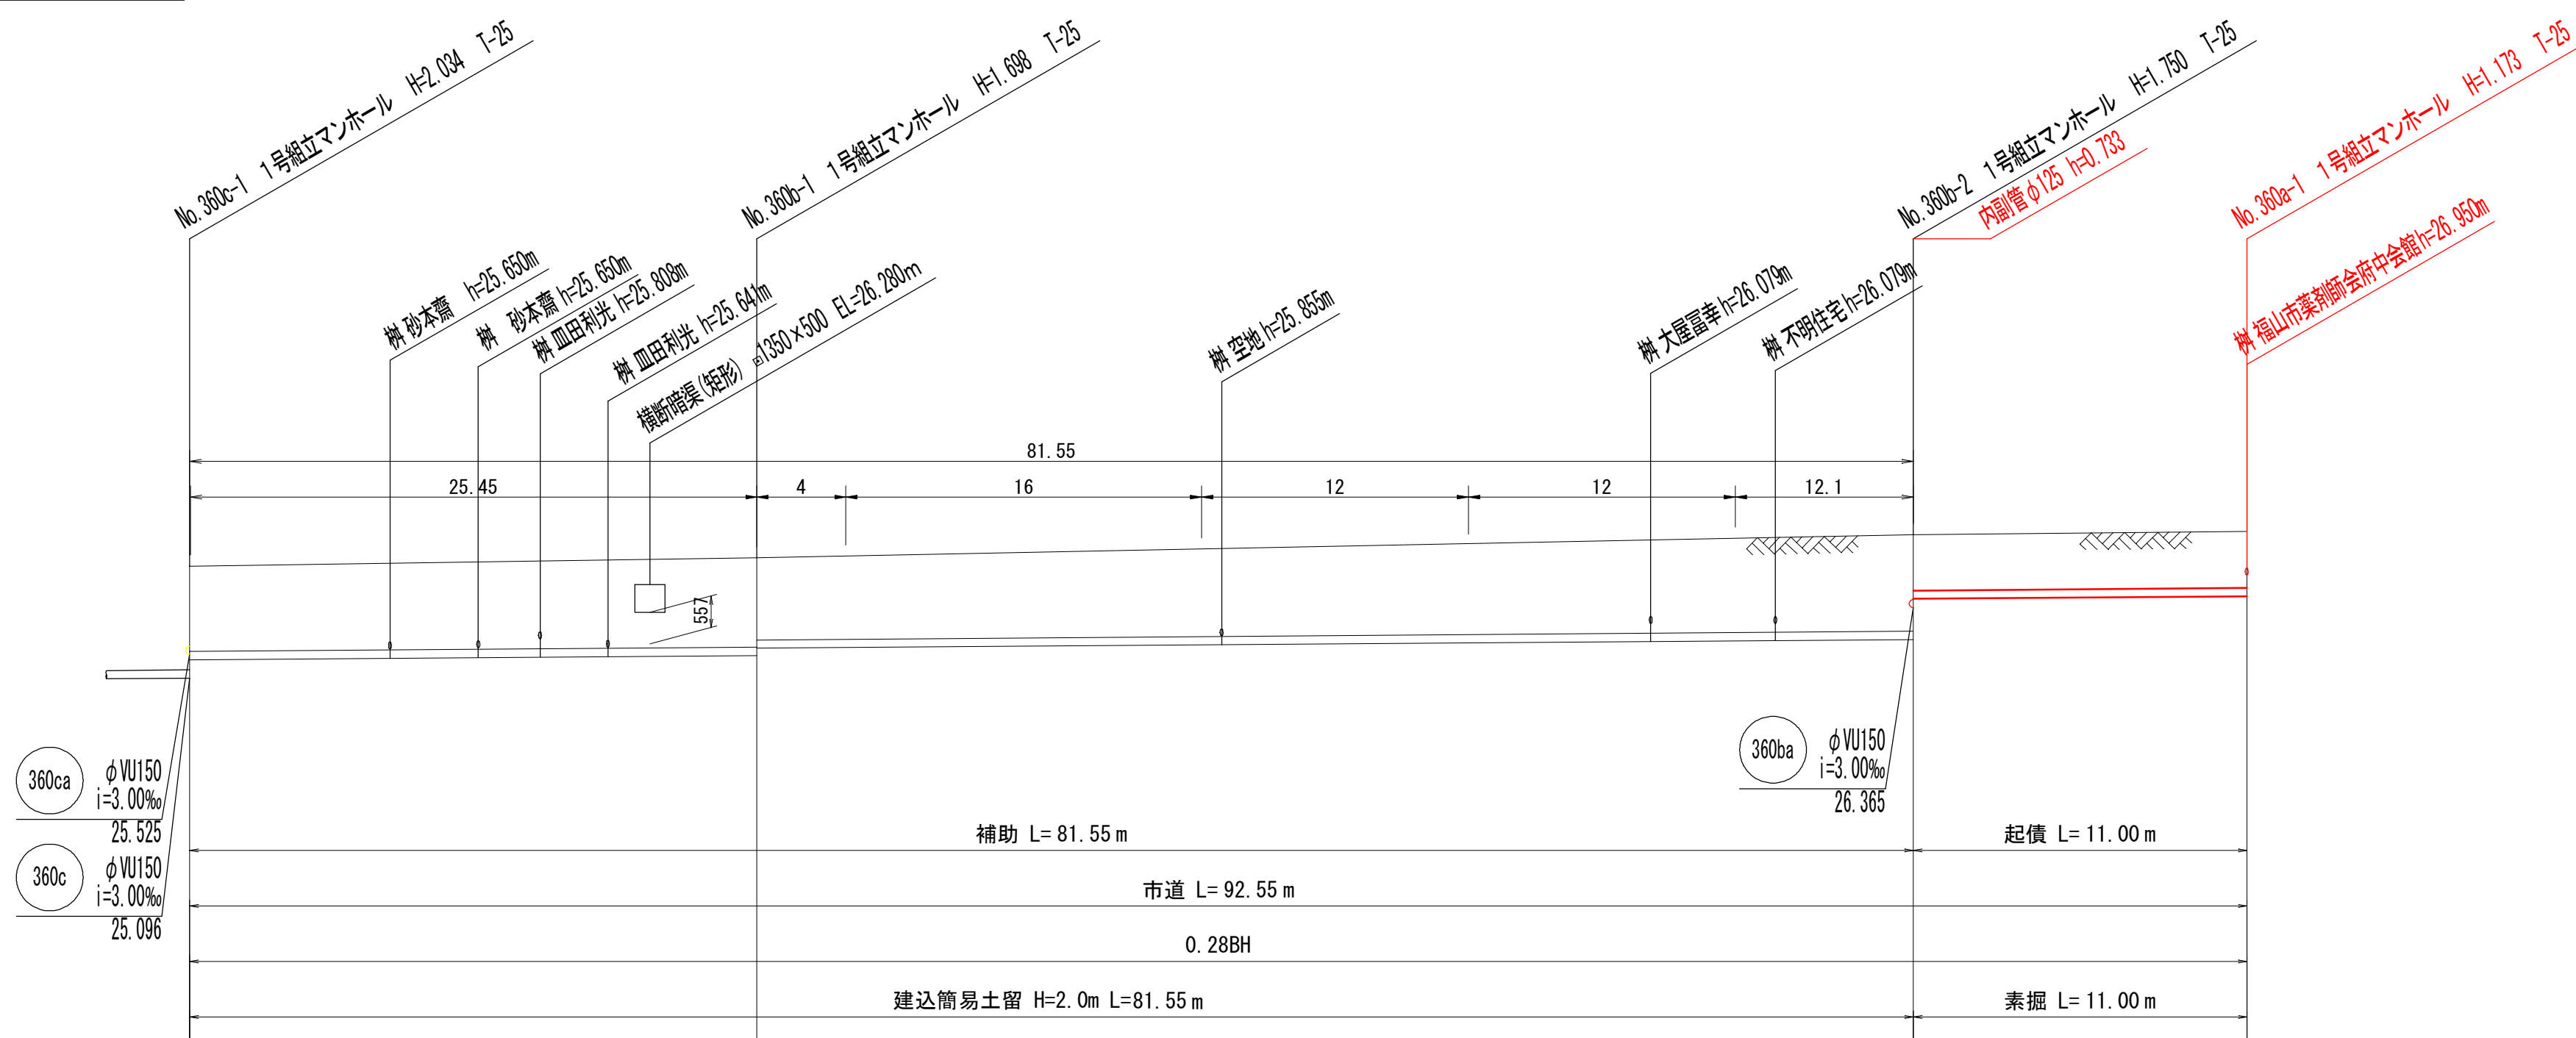 No.360c-1　１号組立マンホール　H=2.034　T-25
No.360b-1　１号組立マンホール　H=1.698　T-25
No.360b-2　１号組立マンホール　H=1.750　T-25
内副管φ125 h=0.733
No.360a-1　１号組立マンホール　H=1.173　T-25
桝 福山市薬剤師会府中会館h=26.950m
桝 砂本齋　h=25.650m
桝　砂本齋 h=25.650m
桝 皿田利光 h=25.808m
桝 皿田利光 h=25.641m
横断暗渠(矩形) □1350×500 EL=26.280m
桝 空地 h=25.855m
桝 大屋冨幸 h=26.079m
桝 不明住宅 h=26.079m
81.55
25.45
4
16
12
12
12.1
557
360ca
φVU150
i=3.00‰
25.525
360c
φVU150
i=3.00‰
25.096
360ba
φVU150
i=3.00‰
26.365
補助 L= 81.55 m
起債 L= 11.00 m
市道 L= 92.55 m
0.28BH
建込簡易土留 H=2.0m L=81.55 m
素掘 L= 11.00 m